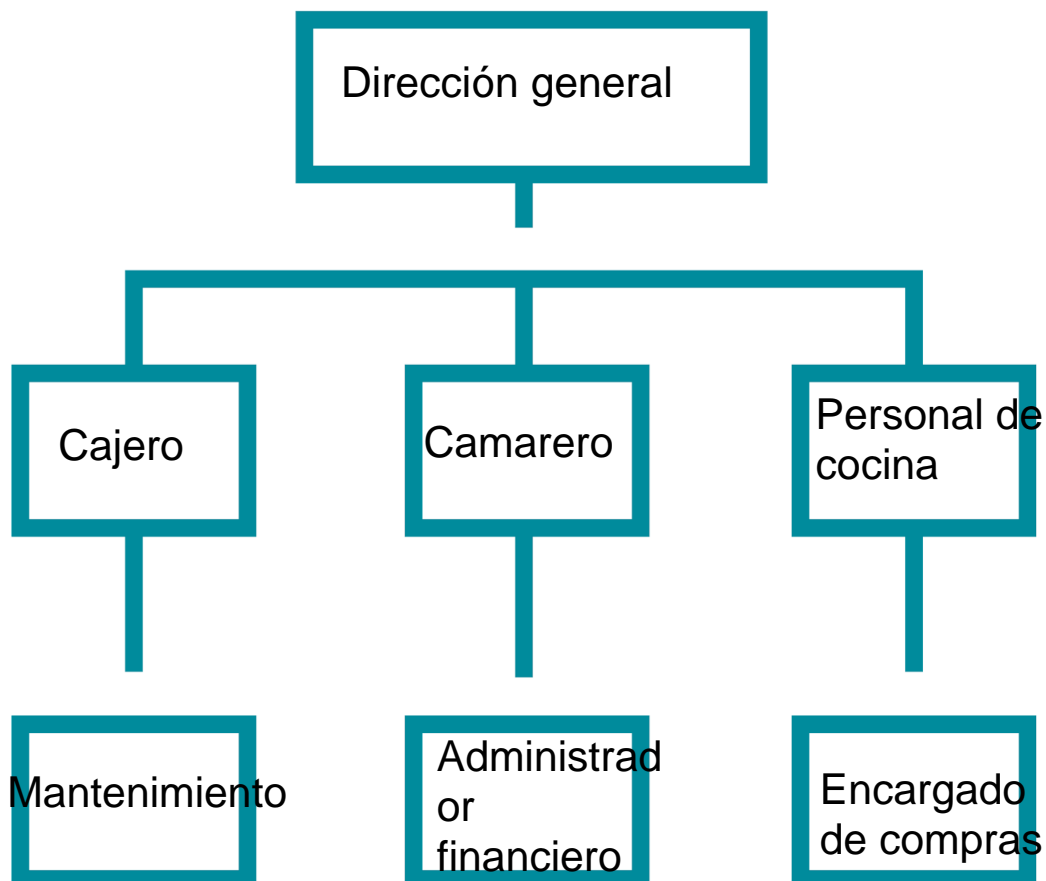 Dirección general
Cajero
Camarero
Personal de
cocina
Mantenimiento
Administrad
or
financiero
Encargado
de compras